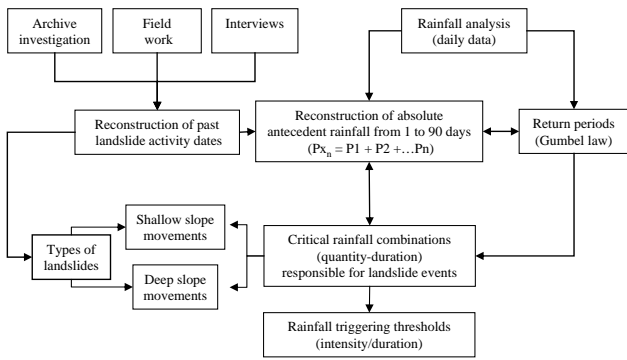 Archive
investigation
Field
work
Interviews
Rainfall analysis
(daily data)
Reconstruction of past
landslide activity dates
Reconstruction of absolute
antecedent rainfall from 1 to 90 days
(Pxn = P1 + P2 +…Pn)
Return periods
(Gumbel law)
Types of
landslides
Shallow slope
movements
Deep slope
movements
Critical rainfall combinations
(quantity-duration)
responsible for landslide events
Rainfall triggering thresholds
(intensity/duration)